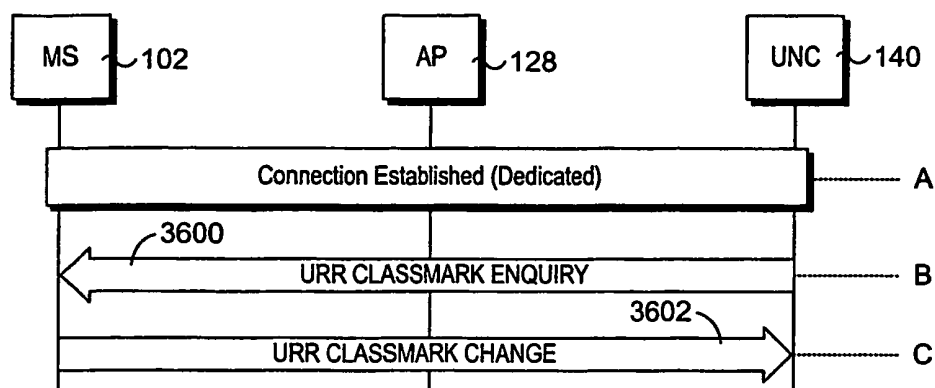 MS 102 AP 128 UNC 140
Connection Established (Dedicated) A
3600
URR CLASSMARK ENQUIRY B
3602
URR CLASSMARK CHANGE C